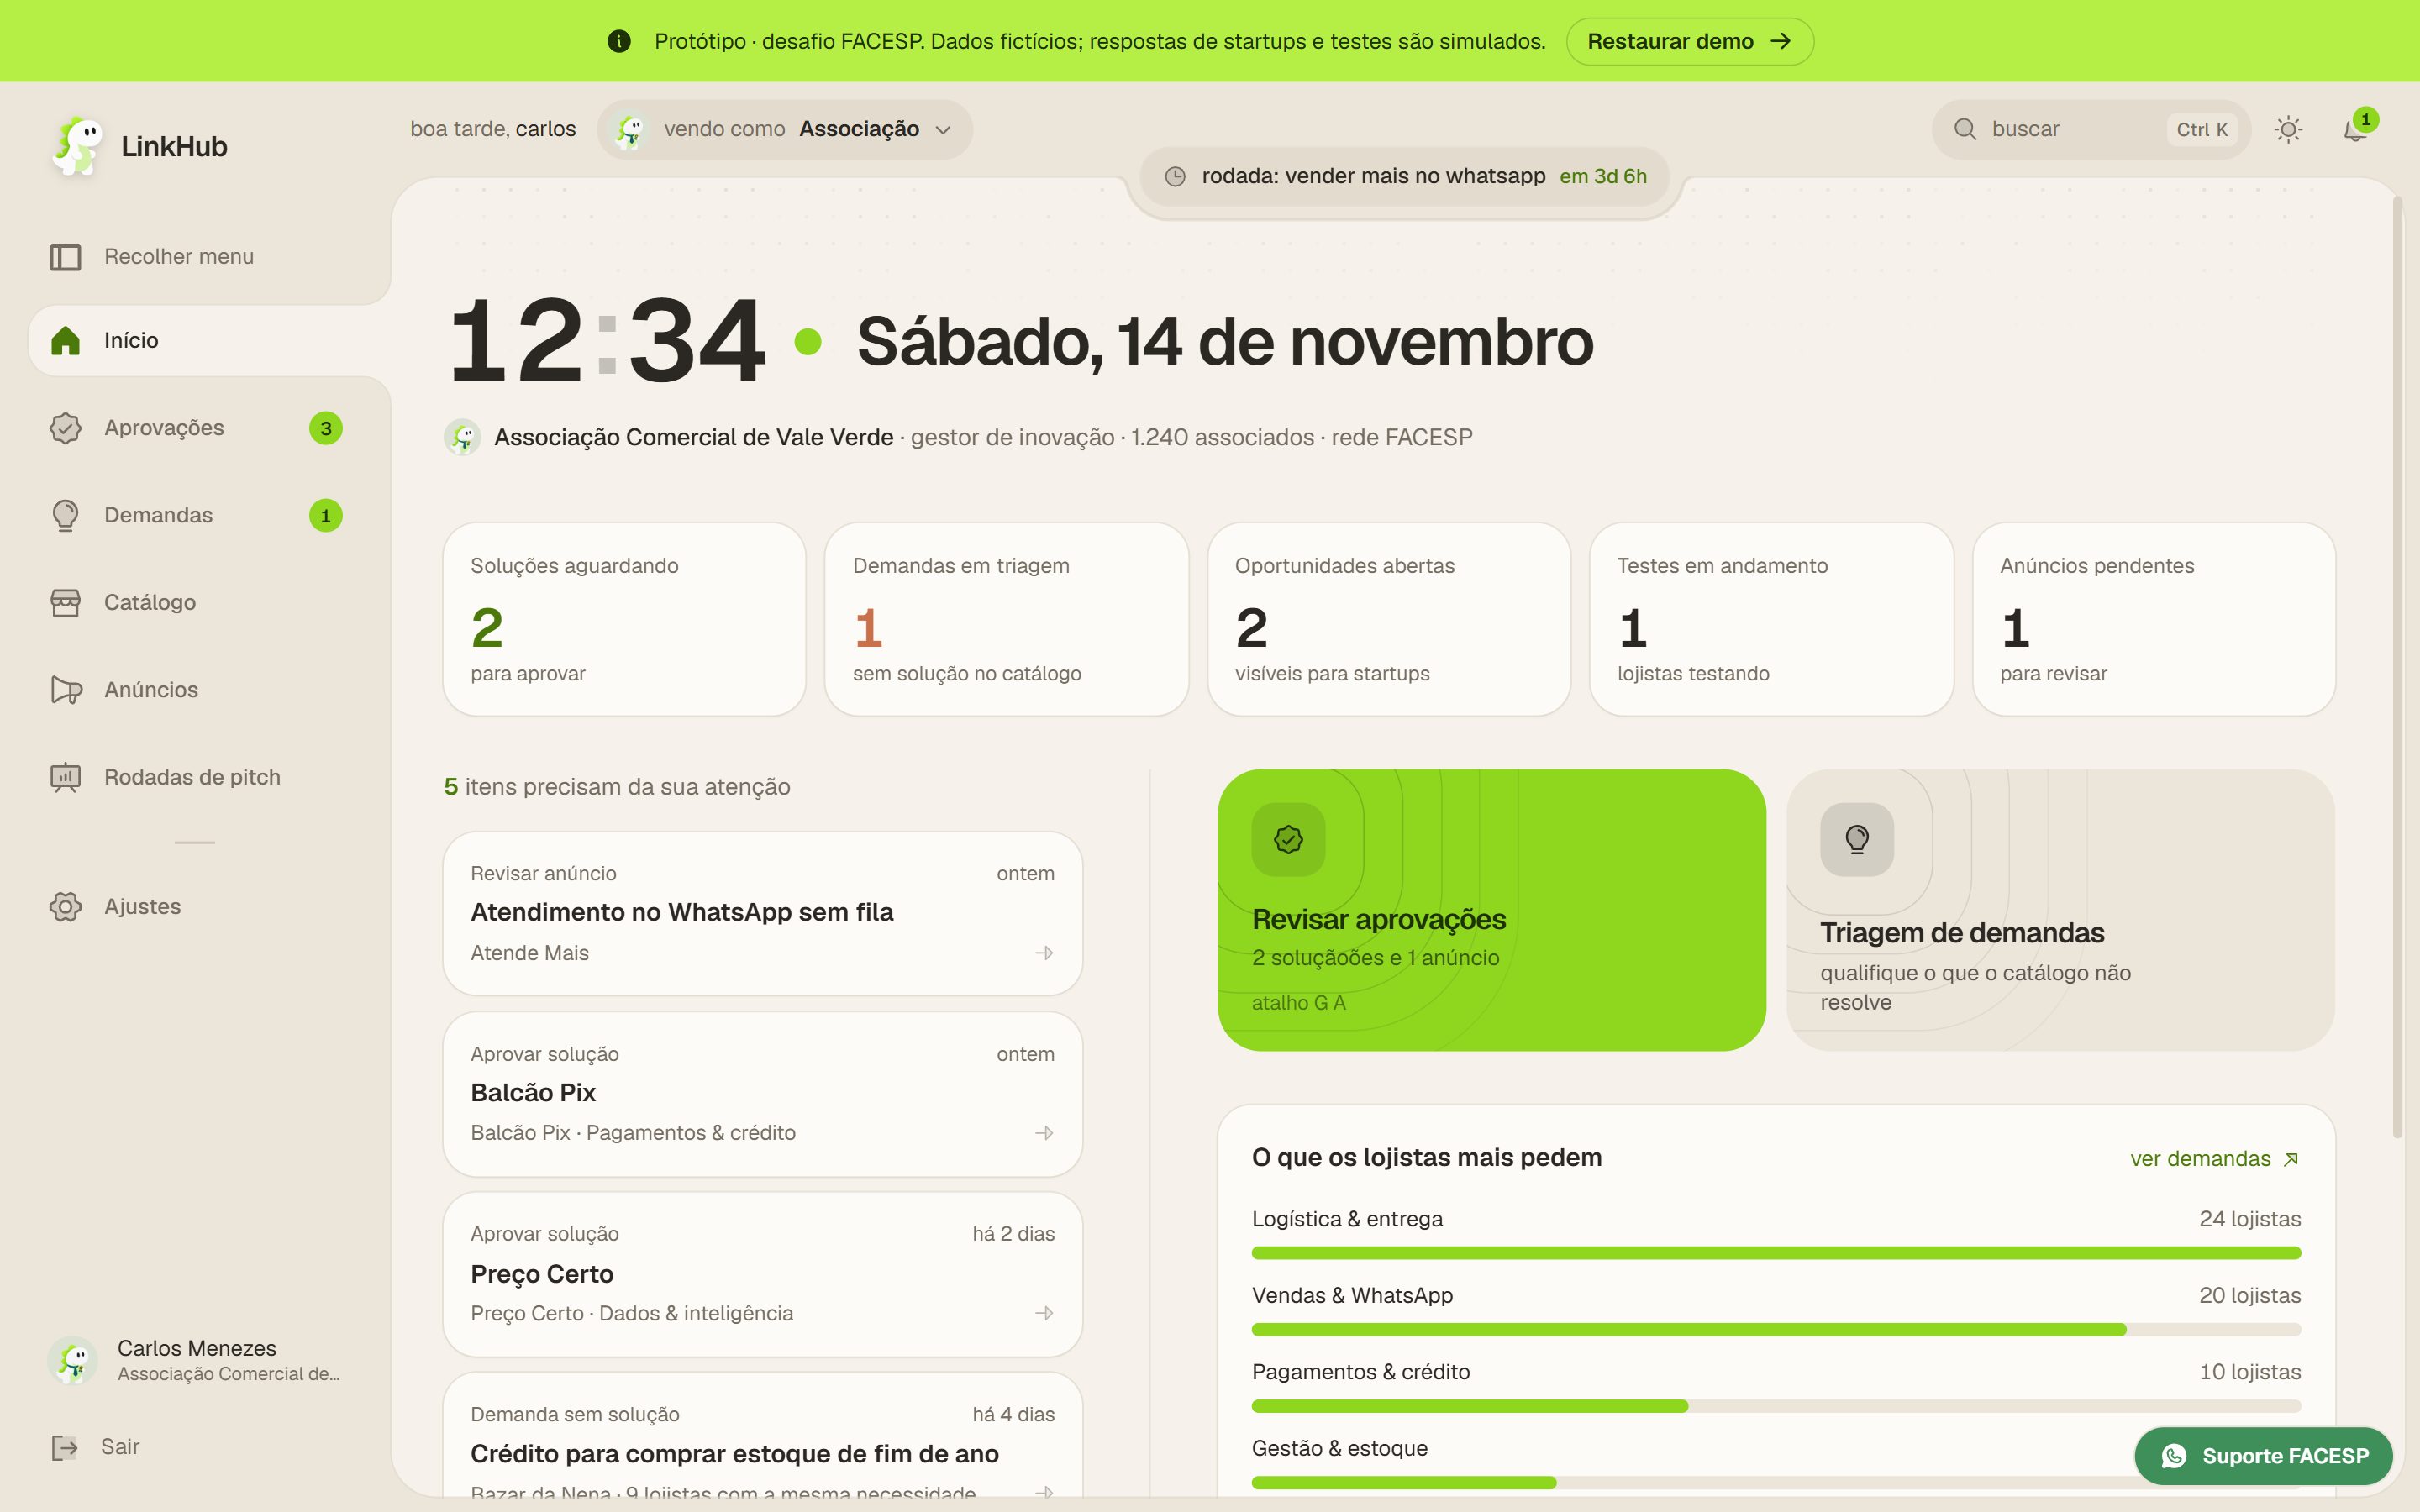 Protótipo · desafio FACESP. Dados fictícios; respostas de startups e testes são simulados.
Restaurar demo
LinkHub
boa tarde, carlos
vendo como Associação
buscar
Ctrl K
1
rodada: vender mais no whatsapp em 3d 6h
Recolher menu
Início
Aprovações
3
Demandas
1
Catálogo
Anúncios
Rodadas de pitch
Ajustes
Carlos Menezes
Associação Comercial de…
Sair
12:34
Sábado, 14 de novembro
Associação Comercial de Vale Verde · gestor de inovação · 1.240 associados · rede FACESP
Soluções aguardando
2
para aprovar
Demandas em triagem
1
sem solução no catálogo
Oportunidades abertas
2
visíveis para startups
Testes em andamento
1
lojistas testando
Anúncios pendentes
1
para revisar
5 itens precisam da sua atenção
Revisar anúncio
ontem
Atendimento no WhatsApp sem fila
Atende Mais
Aprovar solução
ontem
Balcão Pix
Balcão Pix · Pagamentos & crédito
Aprovar solução
há 2 dias
Preço Certo
Preço Certo · Dados & inteligência
Demanda sem solução
há 4 dias
Crédito para comprar estoque de fim de ano
Bazar da Nena · 9 lojistas com a mesma necessidade
Revisar aprovações
2 soluçãoões e 1 anúncio
atalho G A
Triagem de demandas
qualifique o que o catálogo não
resolve
O que os lojistas mais pedem
ver demandas
Logística & entrega
24 lojistas
Vendas & WhatsApp
20 lojistas
Pagamentos & crédito
10 lojistas
Gestão & estoque
Suporte FACESP